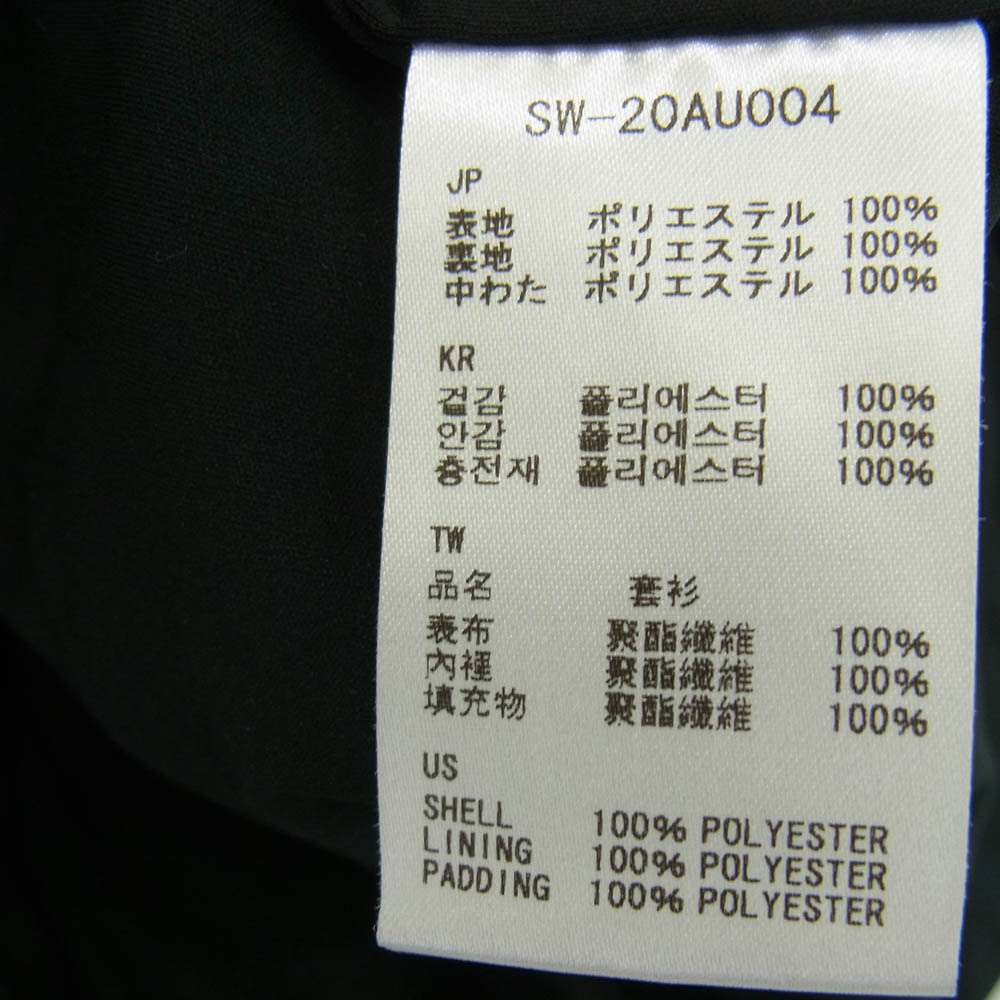 SW-20AU004
JP
表地 ポリエステル 100%
裏地 ポリエステル 100%
中わた ポリエステル 100%
KR
겉감 폴리에스터 100%
안감 폴리에스터 100%
충전재 폴리에스터 100%
TW
品名 套衫
表布 聚酯纖維 100%
內裡 聚酯纖維 100%
填充物 聚酯纖維 100%
US
SHELL 100% POLYESTER
LINING 100% POLYESTER
PADDING 100% POLYESTER